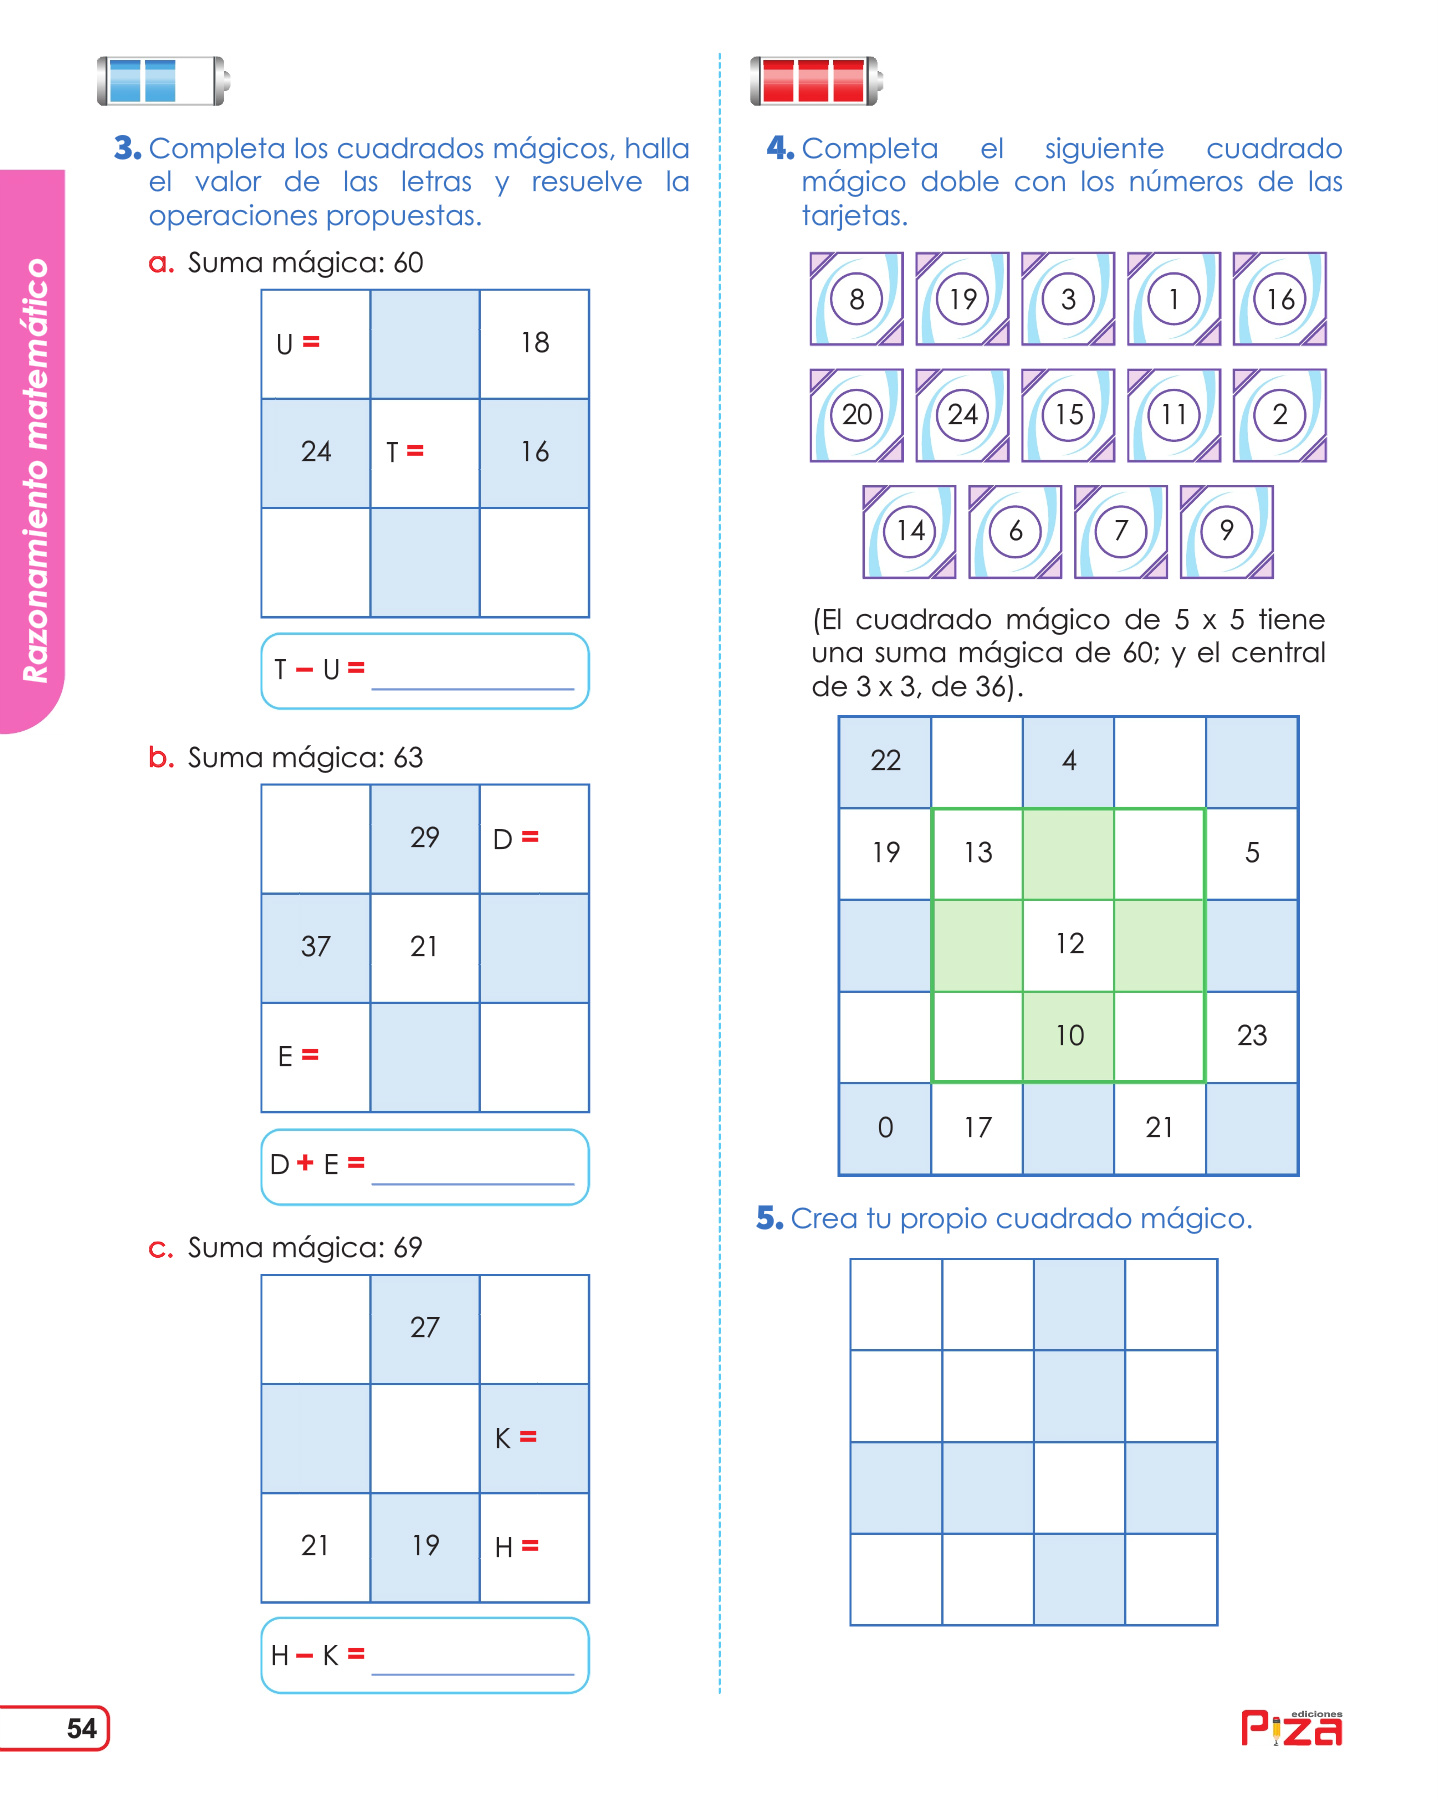 Razonamiento matemático
3. Completa los cuadrados mágicos, halla
el valor de las letras y resuelve la
operaciones propuestas.
a. Suma mágica: 60
U =
18
24 T = 16
T – U =
b. Suma mágica: 63
29 D =
37 21
E =
D + E =
c. Suma mágica: 69
27
K =
21 19 H =
H – K =
54
4. Completa el siguiente cuadrado
mágico doble con los números de las
tarjetas.
8 19 3 1 16
20 24 15 11 2
14 6 7 9
(El cuadrado mágico de 5 x 5 tiene
una suma mágica de 60; y el central
de 3 x 3, de 36).
22 4
19 13 5
12
10 23
0 17 21
5. Crea tu propio cuadrado mágico.
ediciones
Piza